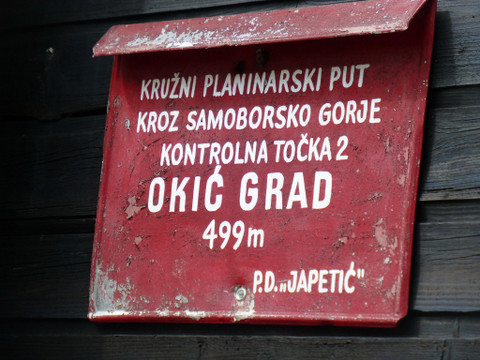 KRUŽNI PLANINARSKI PUT
KROZ SAMOBORSKO GORJE
KONTROLNA TOČKA 2
OKIĆ GRAD
499m
P.D. „JAPETIĆ"